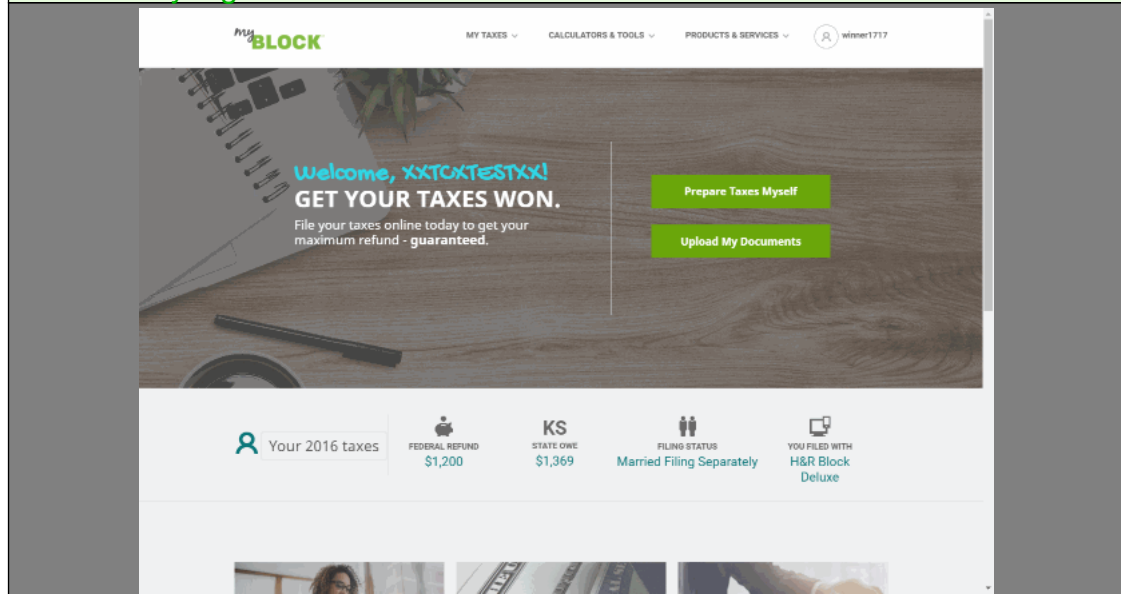 my BLOCK
MY TAXES
CALCULATORS & TOOLS
PRODUCTS & SERVICES
winner1717
Welcome, XXTCXTESTXX!
GET YOUR TAXES WON.
File your taxes online today to get your
maximum refund - guaranteed.
Prepare Taxes Myself
Upload My Documents
Your 2016 taxes
FEDERAL REFUND
$1,200
KS
STATE OWE
$1,369
FILING STATUS
Married Filing Separately
YOU FILED WITH
H&R Block
Deluxe